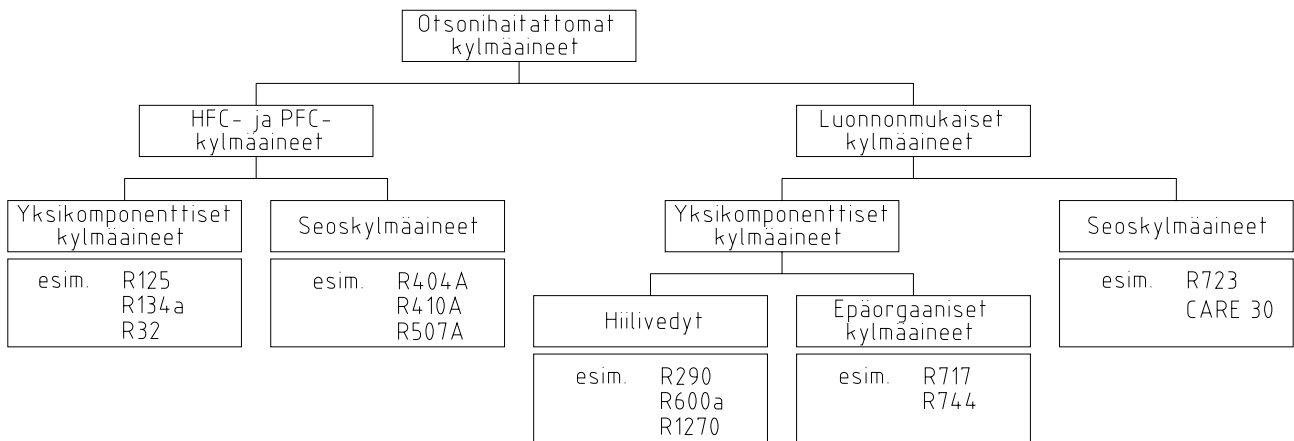 Otsonihaitattomat
kylmäaineet
HFC- ja PFC-
kylmäaineet
Luonnonmukaiset
kylmäaineet
Yksikomponenttiset
kylmäaineet
Seoskylmäaineet
Yksikomponenttiset
kylmäaineet
Seoskylmäaineet
esim. R125
R134a
R32
esim. R404A
R410A
R507A
esim. R723
CARE 30
Hiilivedyt
Epäorgaaniset
kylmäaineet
esim. R290
R600a
R1270
esim. R717
R744